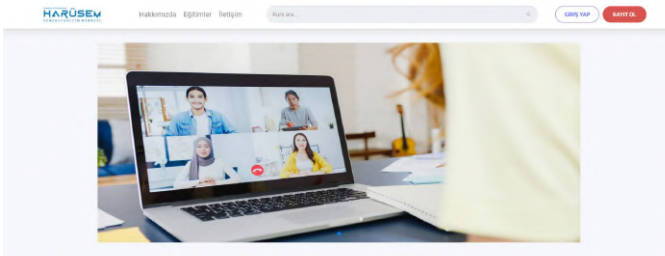 HARÜSEM
Hakkımızda Eğitimler İletişim
Kurs ara...
GİRİŞ YAP
KAYIT OL